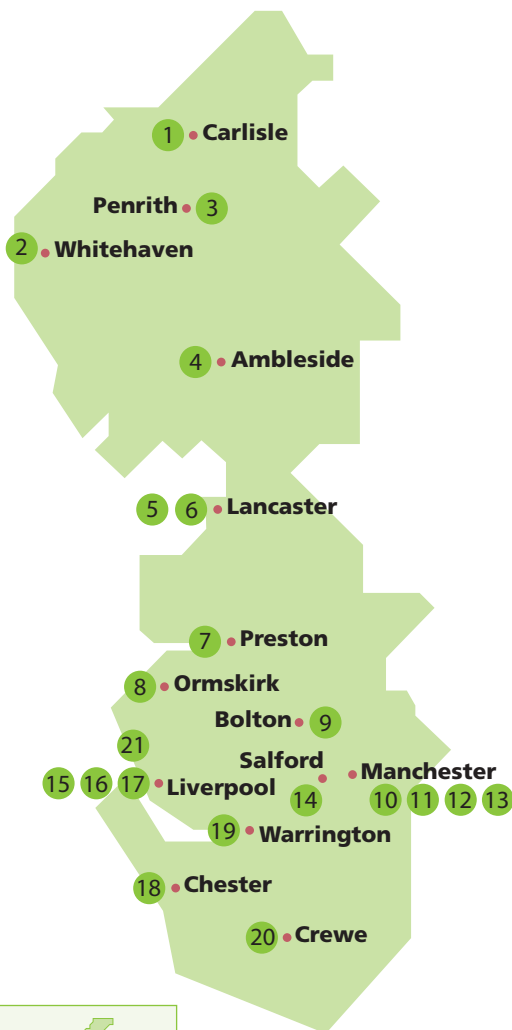 1 Carlisle
Penrith 3
2 Whitehaven
4 Ambleside
5 6 Lancaster
7 Preston
8 Ormskirk
Bolton 9
21
Salford
Manchester
15 16 17 Liverpool
14
10 11 12 13
19 Warrington
18 Chester
20 Crewe